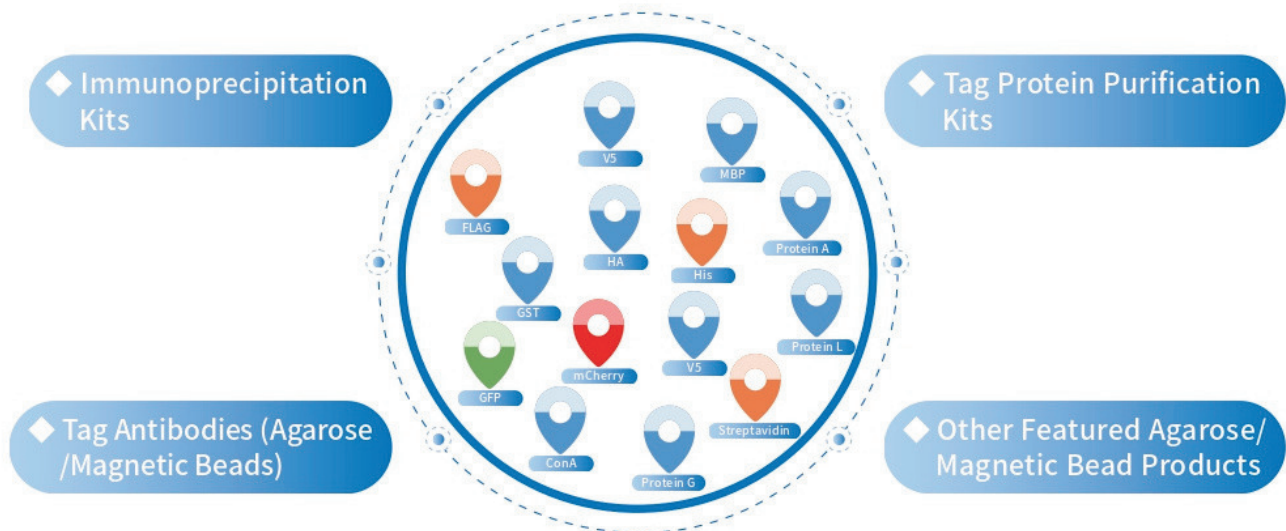 ◆ Immunoprecipitation
Kits
◆ Tag Protein Purification
Kits
V5
MBP
FLAG
HA
His
Protein A
GST
mCherry
V5
Protein L
GFP
ConA
Protein G
Streptavidin
◆ Tag Antibodies (Agarose
/Magnetic Beads)
◆ Other Featured Agarose/
Magnetic Bead Products